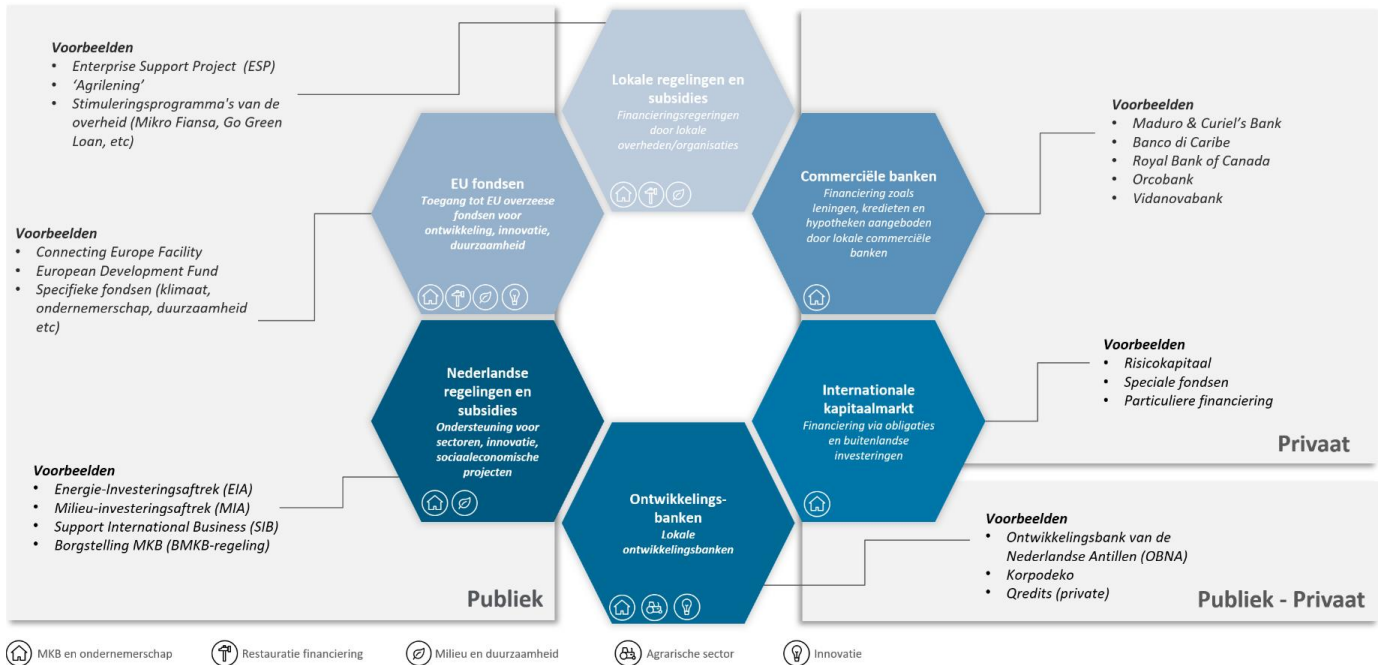 Voorbeelden
• Enterprise Support Project (ESP)
• ‘Agrilening’
• Stimuleringsprogramma's van de
overheid (Mikro Fiansa, Go Green
Loan, etc)
Lokale regelingen en
subsidies
Financieringsregeringen
door lokale
overheden/organisaties
Voorbeelden
• Maduro & Curiel’s Bank
• Banco di Caribe
• Royal Bank of Canada
• Orcobank
• Vidanovabank
EU fondsen
Toegang tot EU overzeese
fondsen voor
ontwikkeling, innovatie,
duurzaamheid
Commerciële banken
Financiering zoals
leningen, kredieten en
hypotheken aangeboden
door lokale commerciële
banken
Voorbeelden
• Connecting Europe Facility
• European Development Fund
• Specifieke fondsen (klimaat,
ondernemerschap, duurzaamheid
etc)
Nederlandse
regelingen en
subsidies
Ondersteuning voor
sectoren, innovatie,
sociaaleconomische
projecten
Internationale
kapitaalmarkt
Financiering via obligaties
en buitenlandse
investeringen
Voorbeelden
• Risicokapitaal
• Speciale fondsen
• Particuliere financiering
Privaat
Voorbeelden
• Energie-Investeringsaftrek (EIA)
• Milieu-investeringsaftrek (MIA)
• Support International Business (SIB)
• Borgstelling MKB (BMKB-regeling)
Publiek
Ontwikkelings-
banken
Lokale
ontwikkelingsbanken
Voorbeelden
• Ontwikkelingsbank van de
Nederlandse Antillen (OBNA)
• Korpodeko
• Qredits (private)
Publiek - Privaat
MKB en ondernemerschap
Restauratie financiering
Milieu en duurzaamheid
Agrarische sector
Innovatie